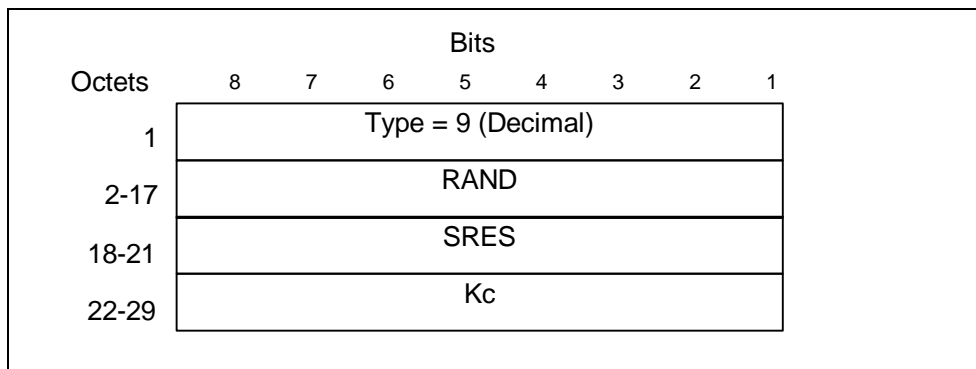 Bits
Octets 8 7 6 5 4 3 2 1
1 Type = 9 (Decimal)
2-17 RAND
18-21 SRES
22-29 Kc